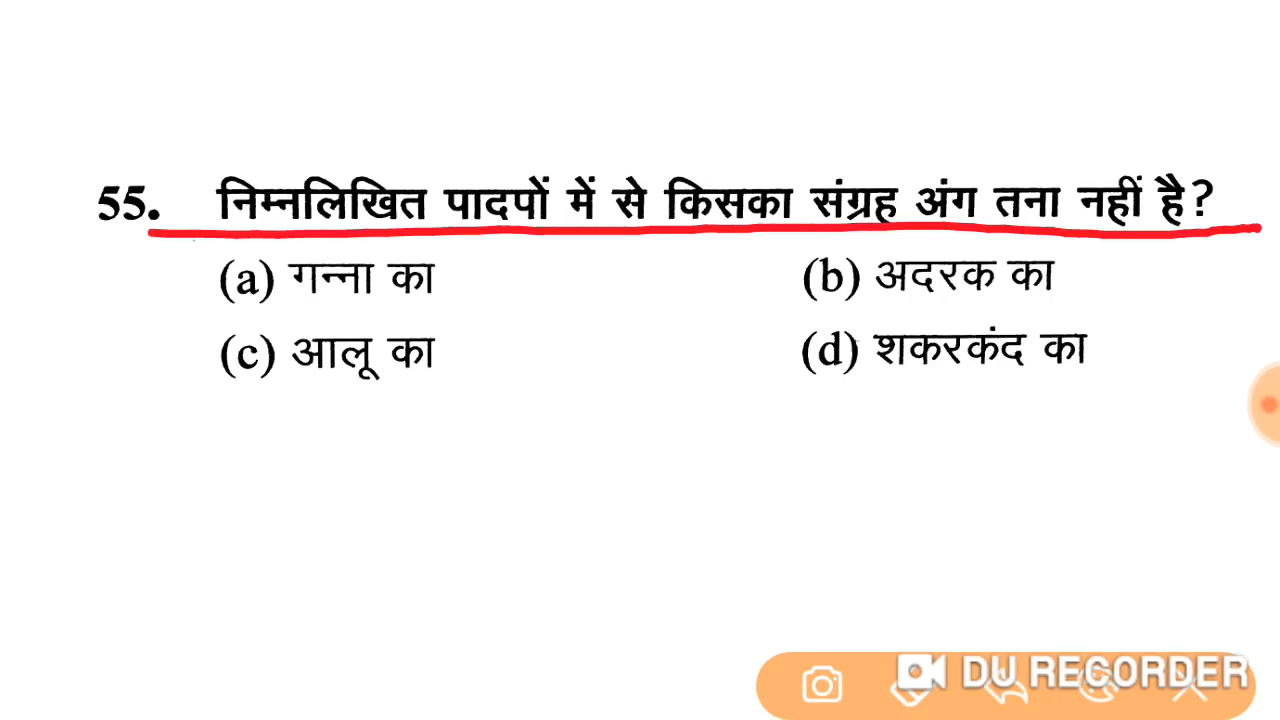 55. निम्नलिखित पादपों में से किसका संग्रह अंग तना नहीं है?
(a) गन्ना का (b) अदरक का
(c) आलू का (d) शकरकंद का
DU RECORDER